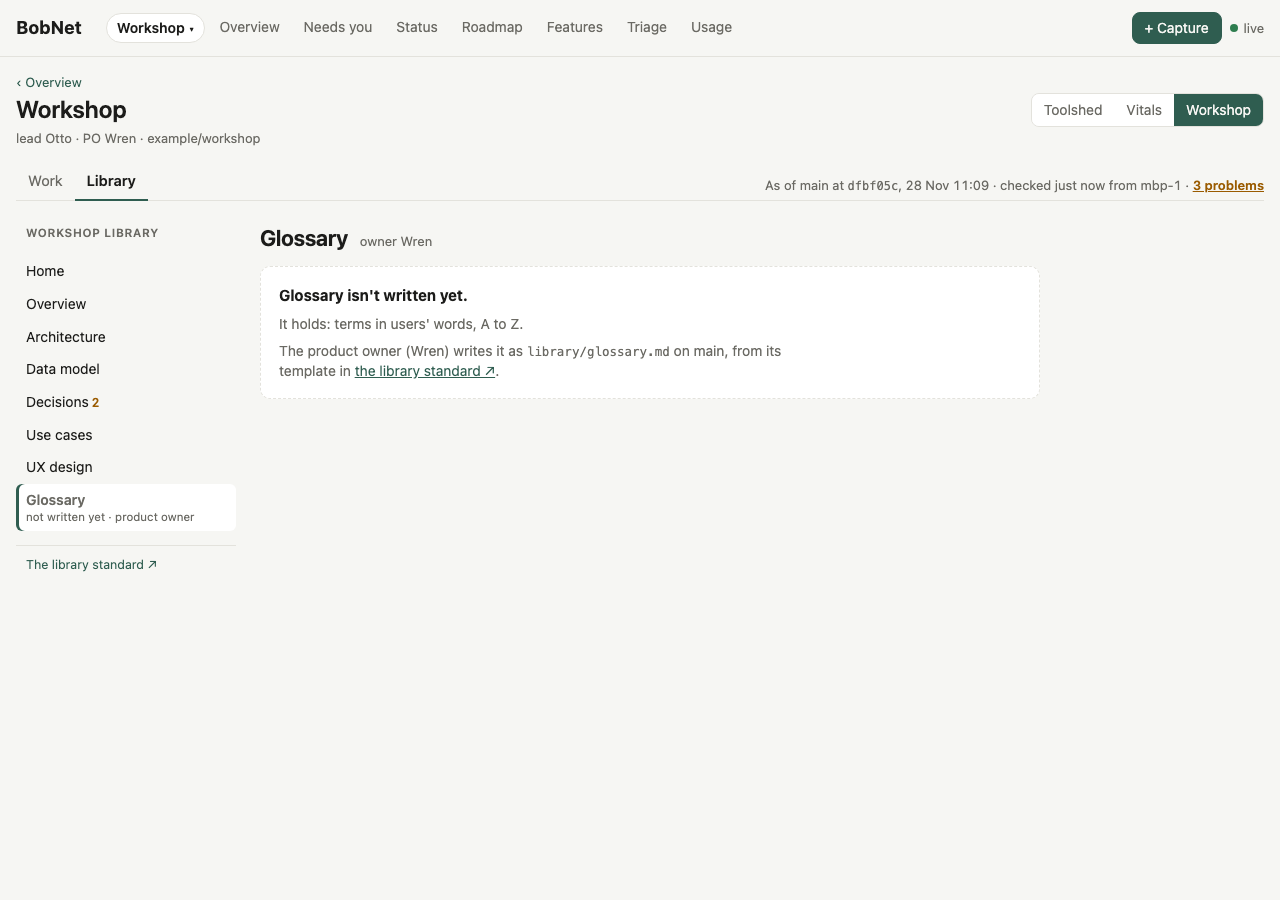 BobNet Workshop ▾ Overview Needs you Status Roadmap Features Triage Usage + Capture live
‹ Overview
Workshop
Toolshed Vitals Workshop
lead Otto · PO Wren · example/workshop
Work Library
As of main at dfbf05c, 28 Nov 11:09 · checked just now from mbp-1 · 3 problems
WORKSHOP LIBRARY
Home
Overview
Architecture
Data model
Decisions 2
Use cases
UX design
Glossary
not written yet · product owner
The library standard ↗
Glossary owner Wren
Glossary isn't written yet.
It holds: terms in users' words, A to Z.
The product owner (Wren) writes it as library/glossary.md on main, from its
template in the library standard ↗.